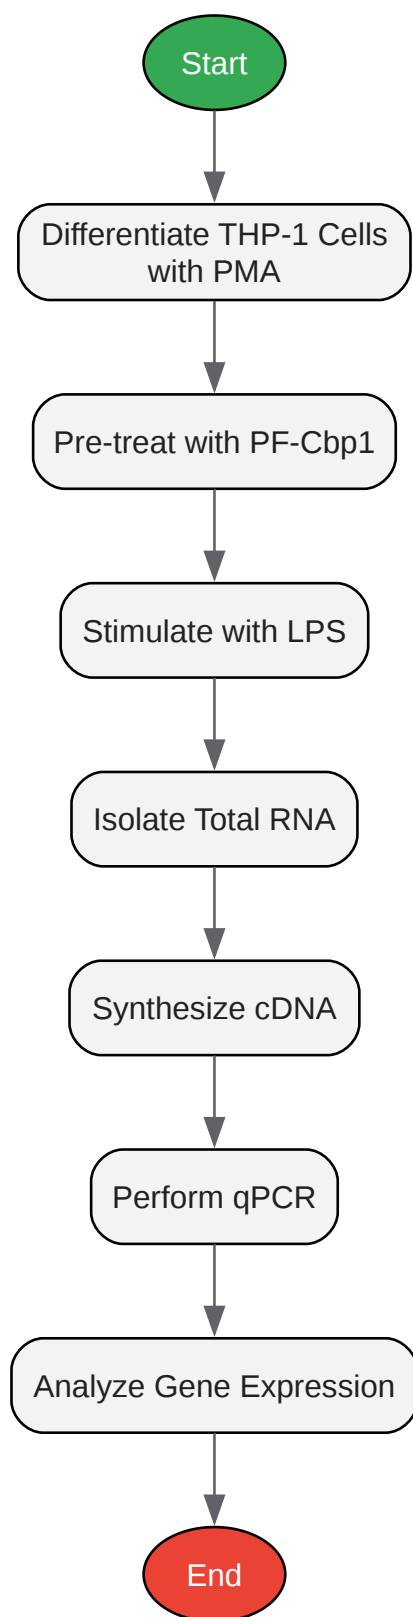 Start
Differentiate THP-1 Cells
with PMA
Pre-treat with PF-Cbp1
Stimulate with LPS
Isolate Total RNA
Synthesize cDNA
Perform qPCR
Analyze Gene Expression
End